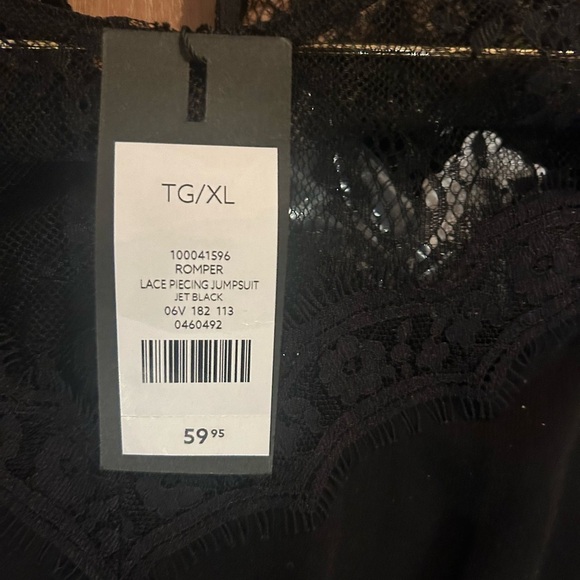 TG/XL
100041596
ROMPER
LACE PIECING JUMPSUIT
JET BLACK
06V 182 113
0460492
59 95